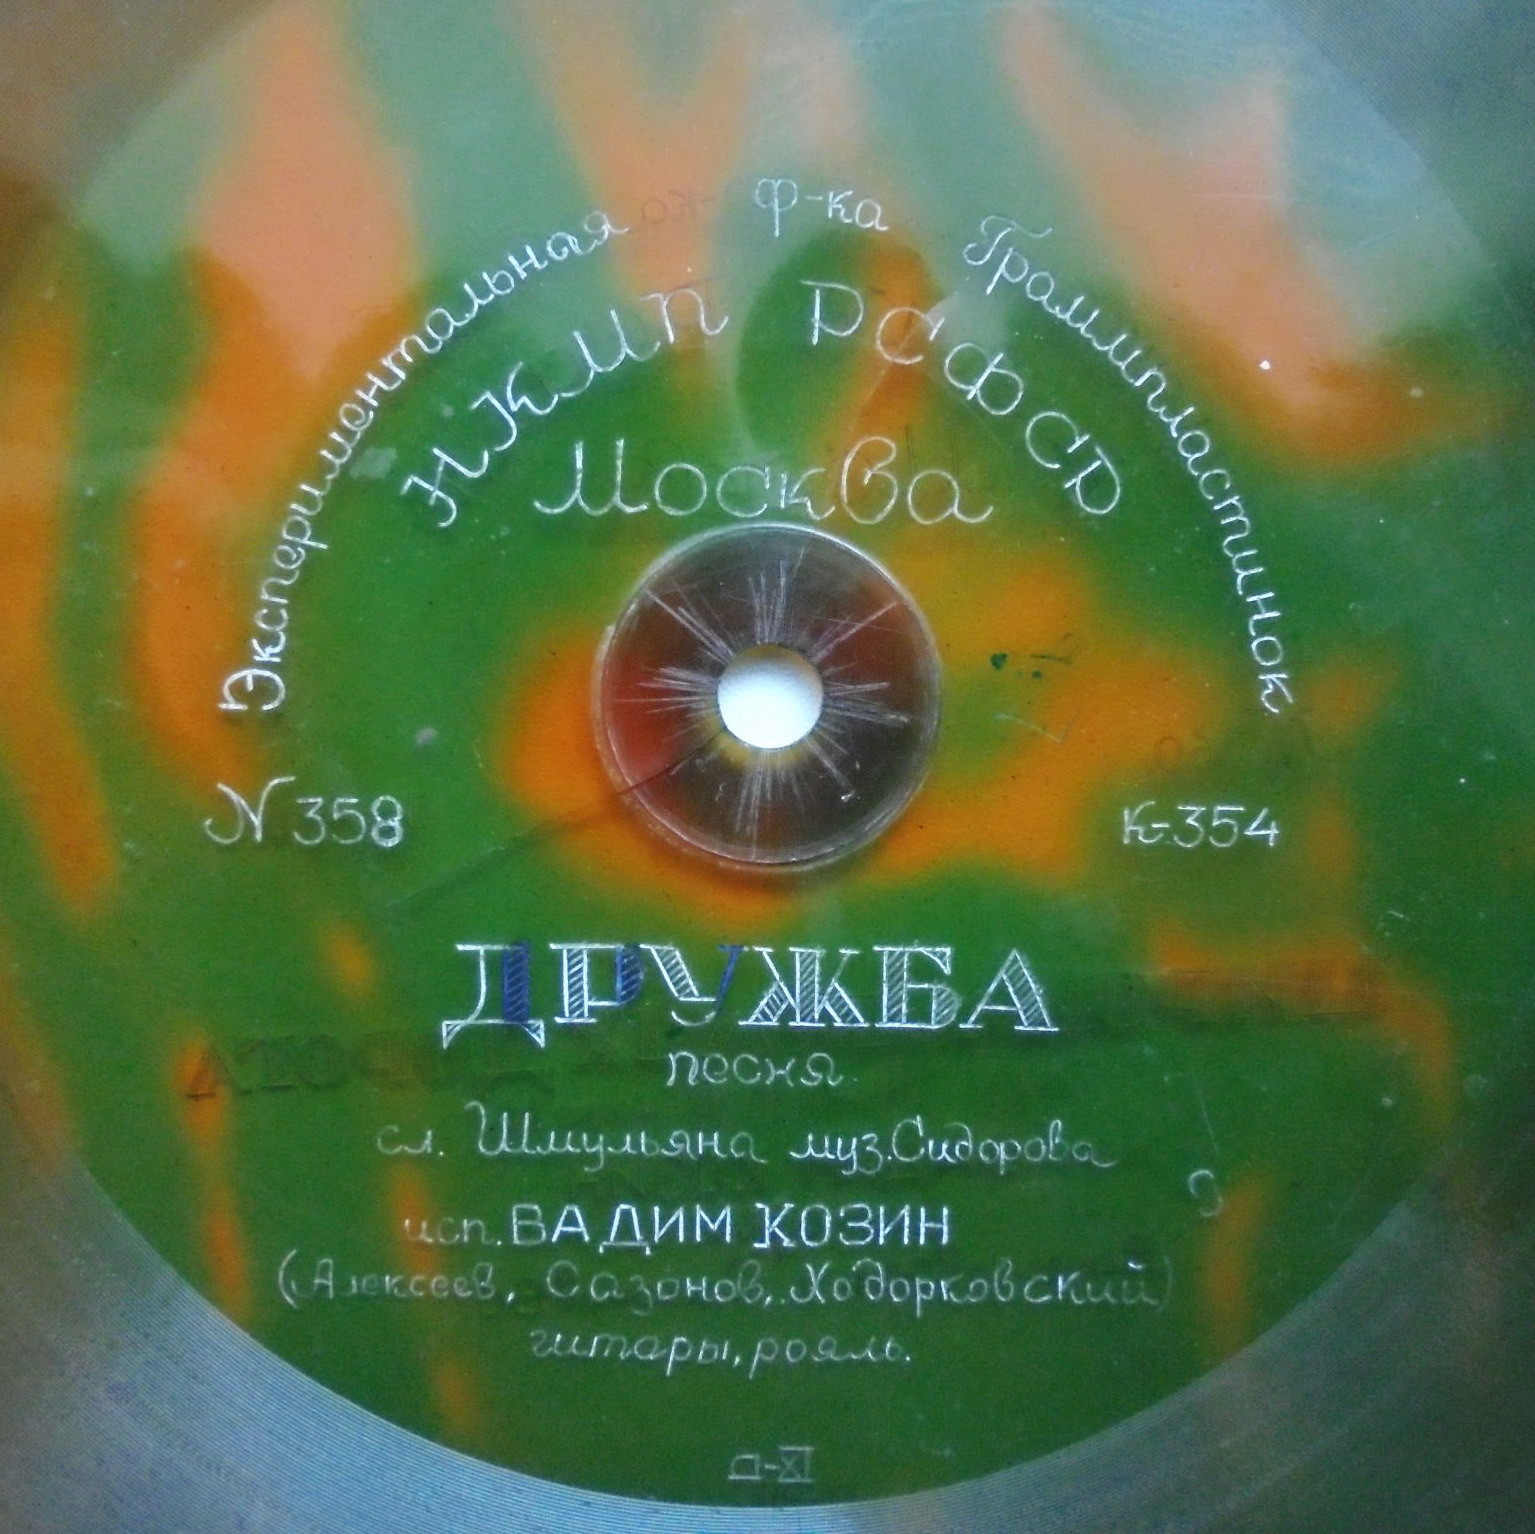 Экспериментальная ф-ка Граммпластинок
НКМП РСФСР
Москва
N 358
К-354
ДРУЖБА
песня.
сл. Шмульяна муз. Сидорова
исп. ВАДИМ КОЗИН
(Алексеев, Сазонов, Ходорковский)
гитары, рояль.
Д-XI